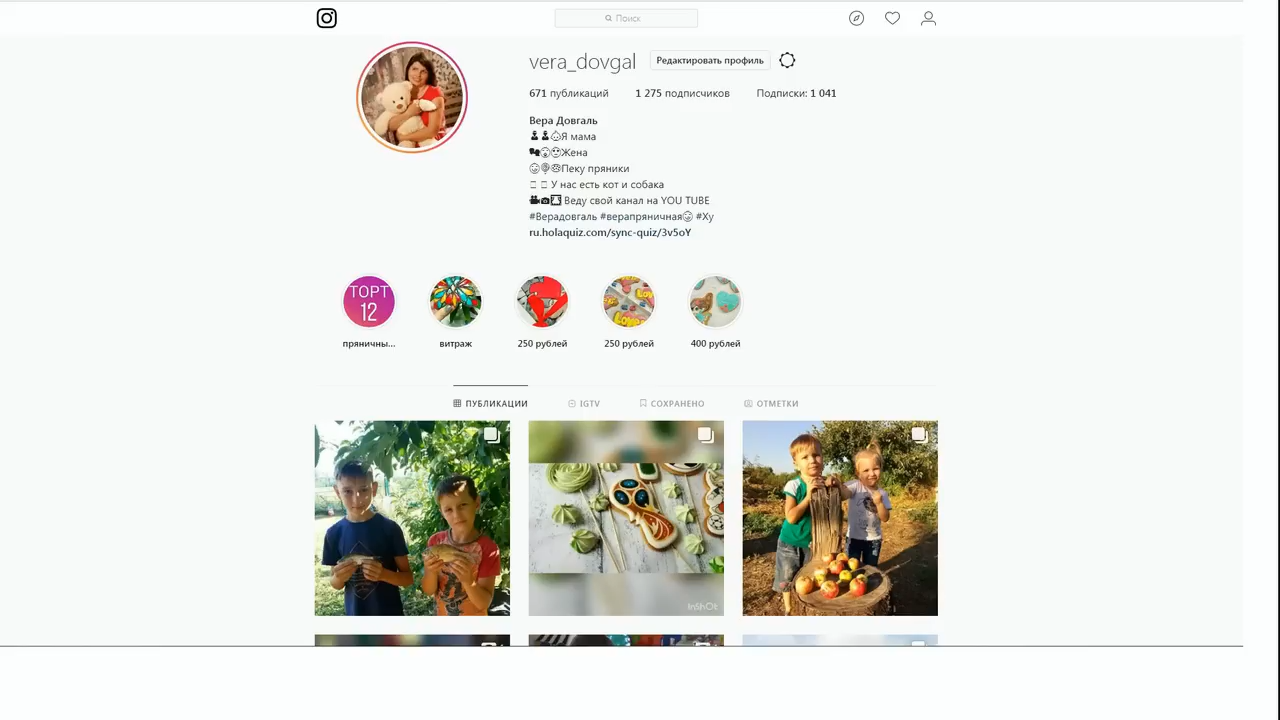 Поиск
vera_dovgal Редактировать профиль
671 публикаций 1 275 подписчиков Подписки: 1 041
Вера Довгаль
Я мама
Жена
Пеку пряники
У нас есть кот и собака
Веду свой канал на YOU TUBE
#Верадовгаль #верапряничная #Ху
ru.holaquiz.com/sync-quiz/3v5oY
ТОРТ
12
пряничны... витраж 250 рублей 250 рублей 400 рублей
ПУБЛИКАЦИИ IGTV СОХРАНЕНО ОТМЕТКИ
InShOt